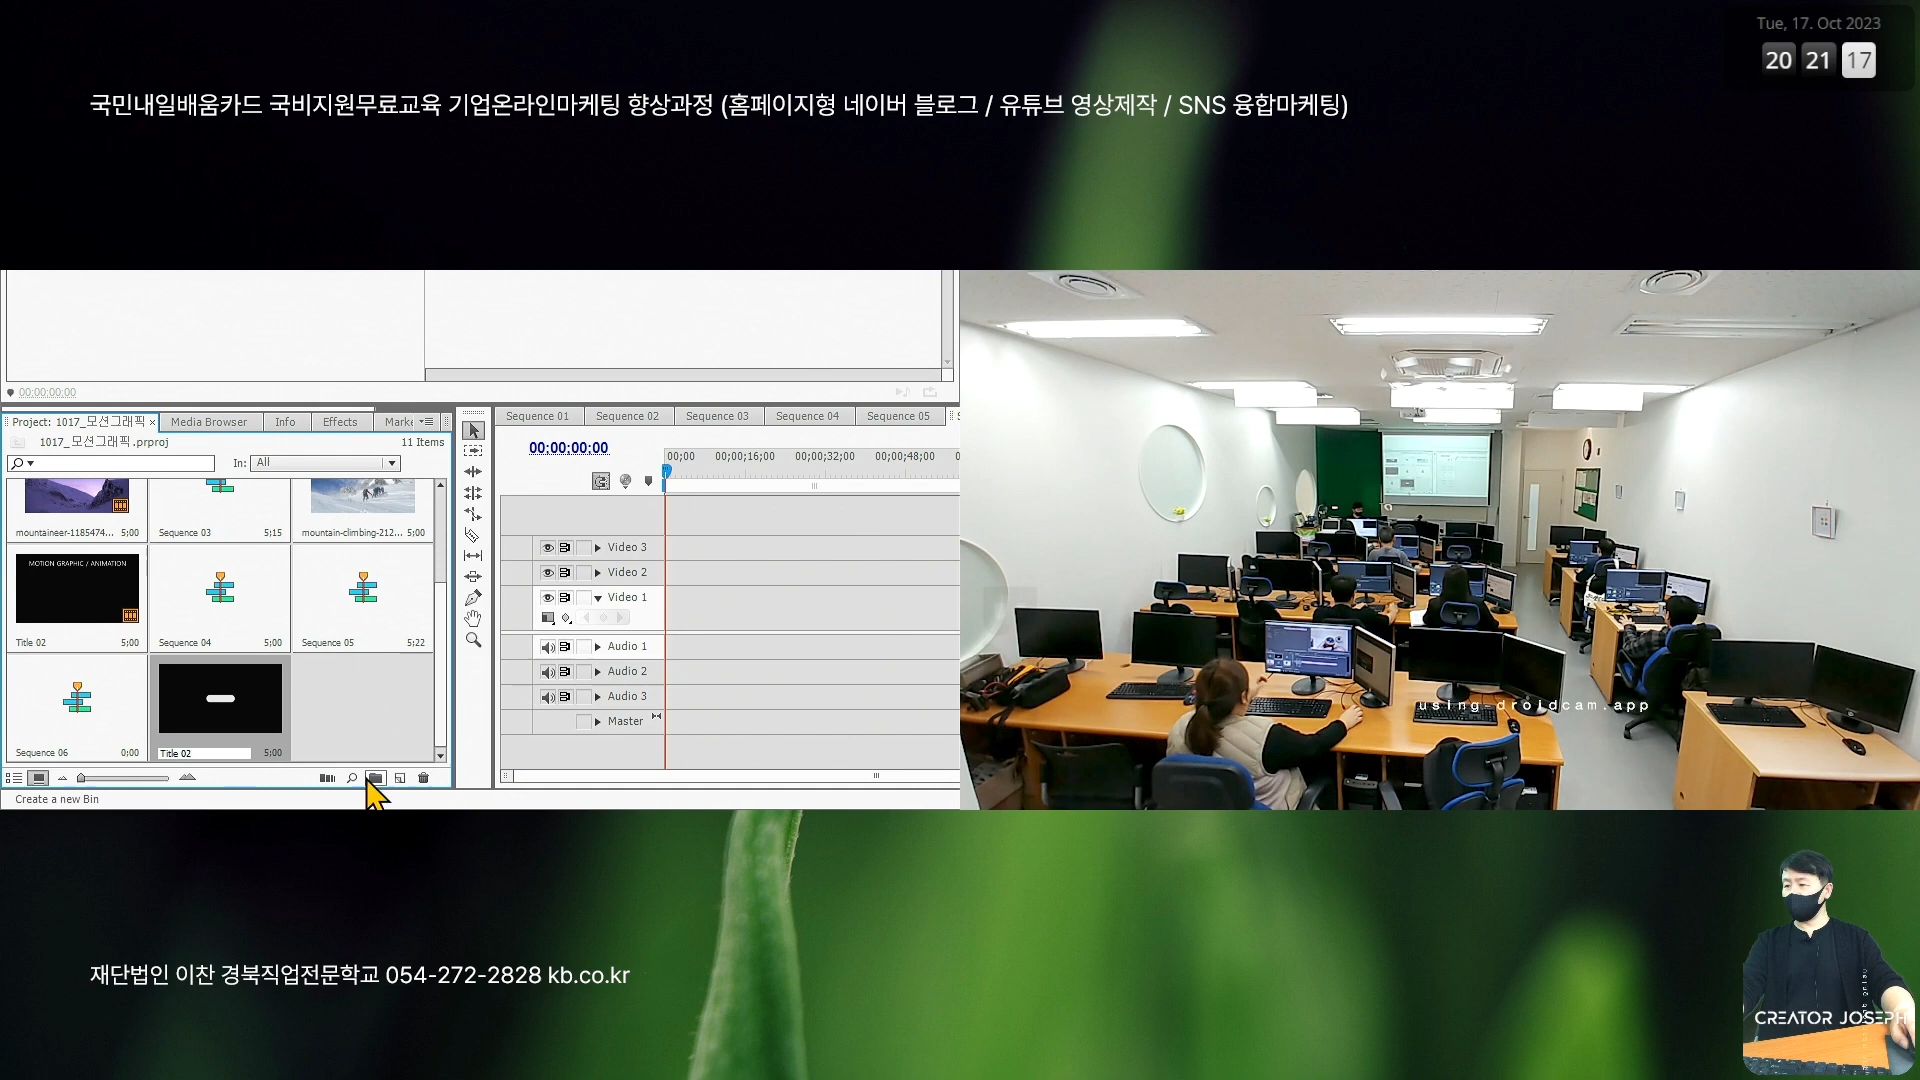 Tue, 17. Oct 2023
20 21 17
국민내일배움카드 국비지원무료교육 기업온라인마케팅 향상과정 (홈페이지형 네이버 블로그 / 유튜브 영상제작 / SNS 융합마케팅)
00;00;00;00
Project: 1017_모션그래픽 Media Browser Info Effects Marke
1017_모션그래픽.prproj 11 Items
In: All
mountaineer-1185474... 5;00 Sequence 03 5;15 mountain-climbing-212... 5;00
MOTION GRAPHIC / ANIMATION
Title 02 5;00 Sequence 04 5;00 Sequence 05 5;22
Sequence 06 0;00 Title 02 5;00
Create a new Bin
Sequence 01 Sequence 02 Sequence 03 Sequence 04 Sequence 05
00;00;00;00
00;00 00;00;16;00 00;00;32;00 00;00;48;00
Video 3
Video 2
Video 1
Audio 1
Audio 2
Audio 3
Master
using-droidcam.app
재단법인 이찬 경북직업전문학교 054-272-2828 kb.co.kr
CREATOR JOSEPH